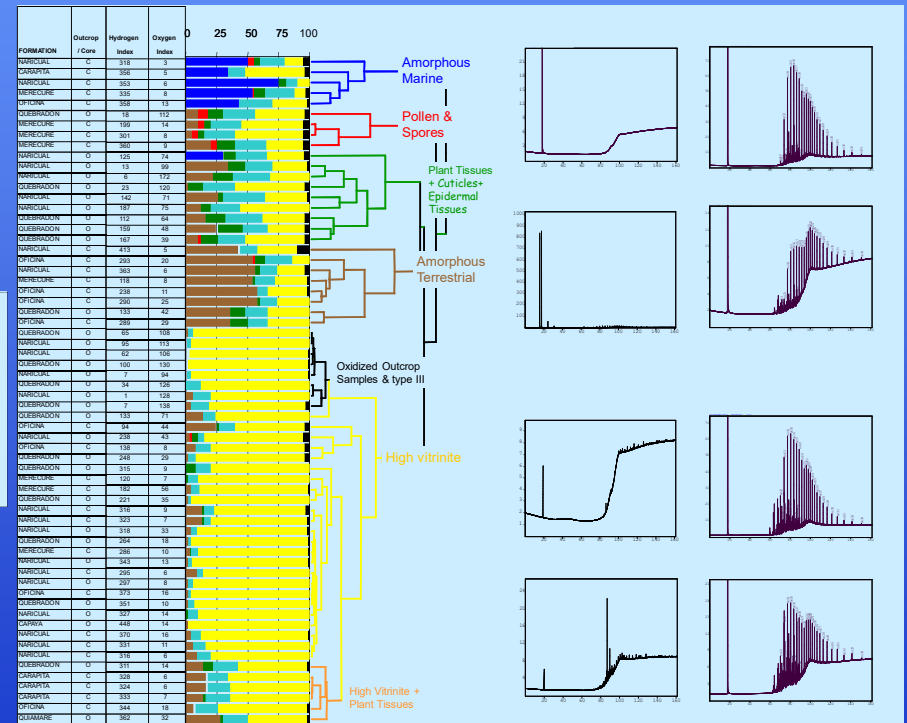 FORMATION Outcrop / Core Hydrogen Index Oxygen Index 0 25 50 75 100
NARICUAL C 318 3
CARAPITA C 356 5
NARICUAL C 353 6
MERECURE C 335 8
OFICINA C 358 13
QUEBRADON O 18 112
MERECURE C 199 14
MERECURE C 301 8
MERECURE C 360 9
NARICUAL O 125 74
NARICUAL O 13 99
NARICUAL O 6 172
QUEBRADON O 23 120
NARICUAL O 142 71
NARICUAL O 187 75
QUEBRADON O 112 64
QUEBRADON O 159 48
QUEBRADON O 167 39
NARICUAL C 413 5
OFICINA C 293 20
NARICUAL C 363 6
MERECURE C 118 8
OFICINA C 238 11
OFICINA C 290 25
QUEBRADON O 133 42
OFICINA C 289 29
QUEBRADON O 65 108
NARICUAL O 95 113
NARICUAL O 62 106
QUEBRADON O 100 130
NARICUAL O 7 94
QUEBRADON O 34 126
NARICUAL O 1 128
QUEBRADON O 7 138
QUEBRADON O 133 71
OFICINA C 94 44
NARICUAL O 238 43
OFICINA C 138 8
QUEBRADON O 248 29
QUEBRADON O 315 9
MERECURE C 120 7
MERECURE C 182 56
QUEBRADON O 221 35
NARICUAL C 316 9
NARICUAL C 323 7
NARICUAL O 318 33
QUEBRADON O 264 18
MERECURE C 286 10
NARICUAL O 343 13
NARICUAL C 295 6
NARICUAL O 297 8
OFICINA C 373 16
QUEBRADON O 351 10
NARICUAL O 327 14
CAPAYA O 448 14
NARICUAL C 370 16
NARICUAL C 331 11
NARICUAL C 316 6
QUEBRADON O 311 14
CARAPITA C 328 6
CARAPITA C 324 6
CARAPITA C 333 7
OFICINA C 344 18
QUIAMARE O 362 32
Amorphous
Marine
Pollen &
Spores
Plant Tissues
+ Cuticles+
Epidermal
Tissues
Amorphous
Terrestrial
Oxidized Outcrop
Samples & type III
High vitrinite
High Vitrinite +
Plant Tissues